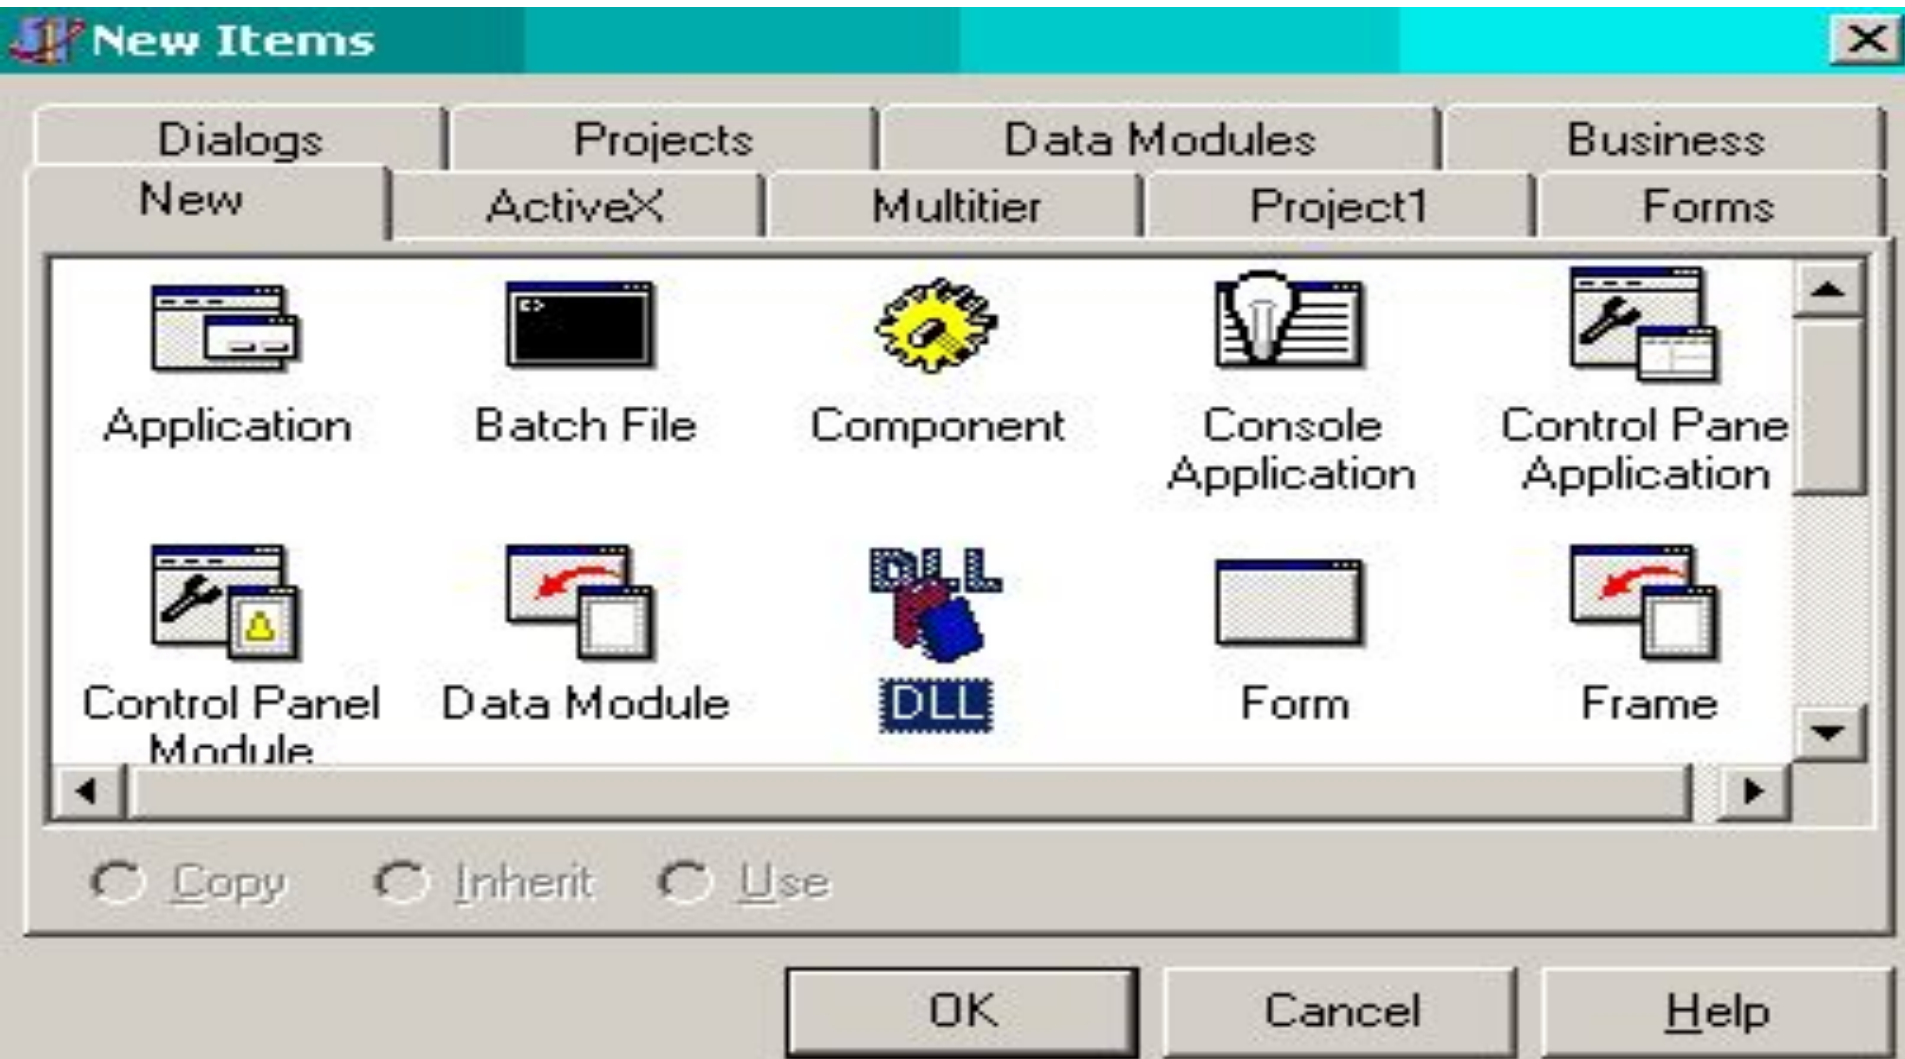 New Items
Dialogs Projects Data Modules Business
New ActiveX Multitier Project1 Forms
Application Batch File Component Console Application Control Pane Application
Control Panel Module Data Module DLL DLL Form Frame
Copy Inherit Use
OK Cancel Help